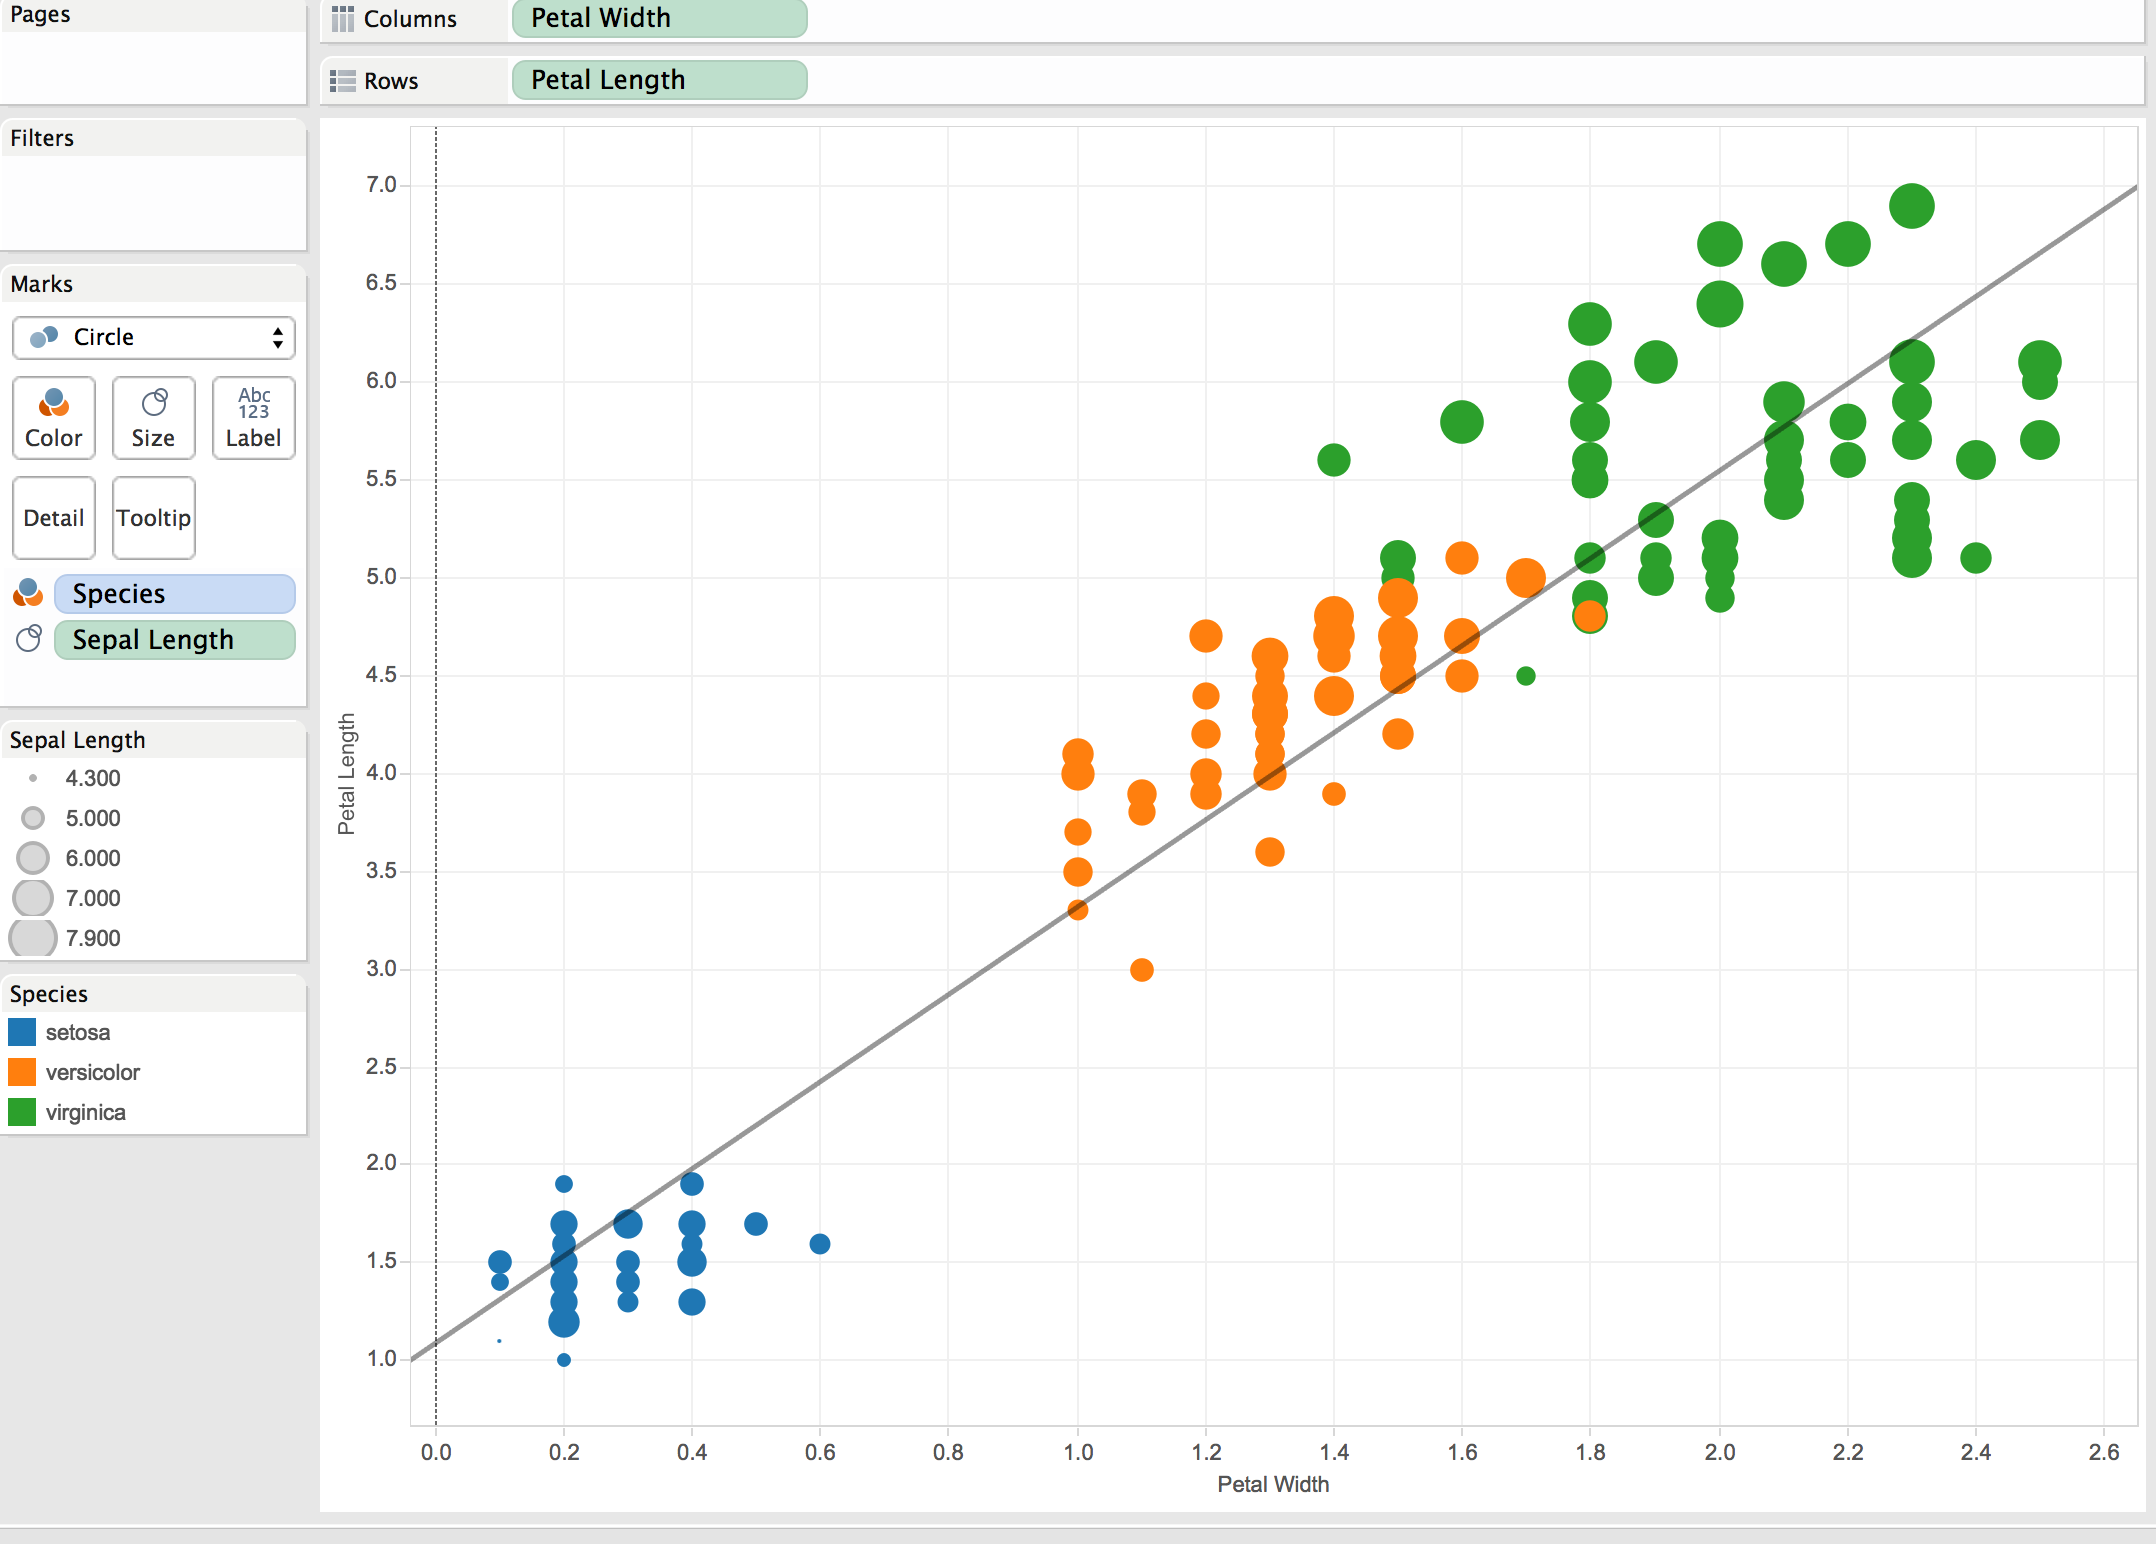 Pages
Columns
Petal Width
Rows
Petal Length
Filters
Marks
Circle
Color
Size
Abc
123
Label
Detail
Tooltip
Species
Sepal Length
Sepal Length
4.300
5.000
6.000
7.000
7.900
Species
setosa
versicolor
virginica
Petal Length
7.0
6.5
6.0
5.5
5.0
4.5
4.0
3.5
3.0
2.5
2.0
1.5
1.0
0.0 0.2 0.4 0.6 0.8 1.0 1.2 1.4 1.6 1.8 2.0 2.2 2.4 2.6
Petal Width